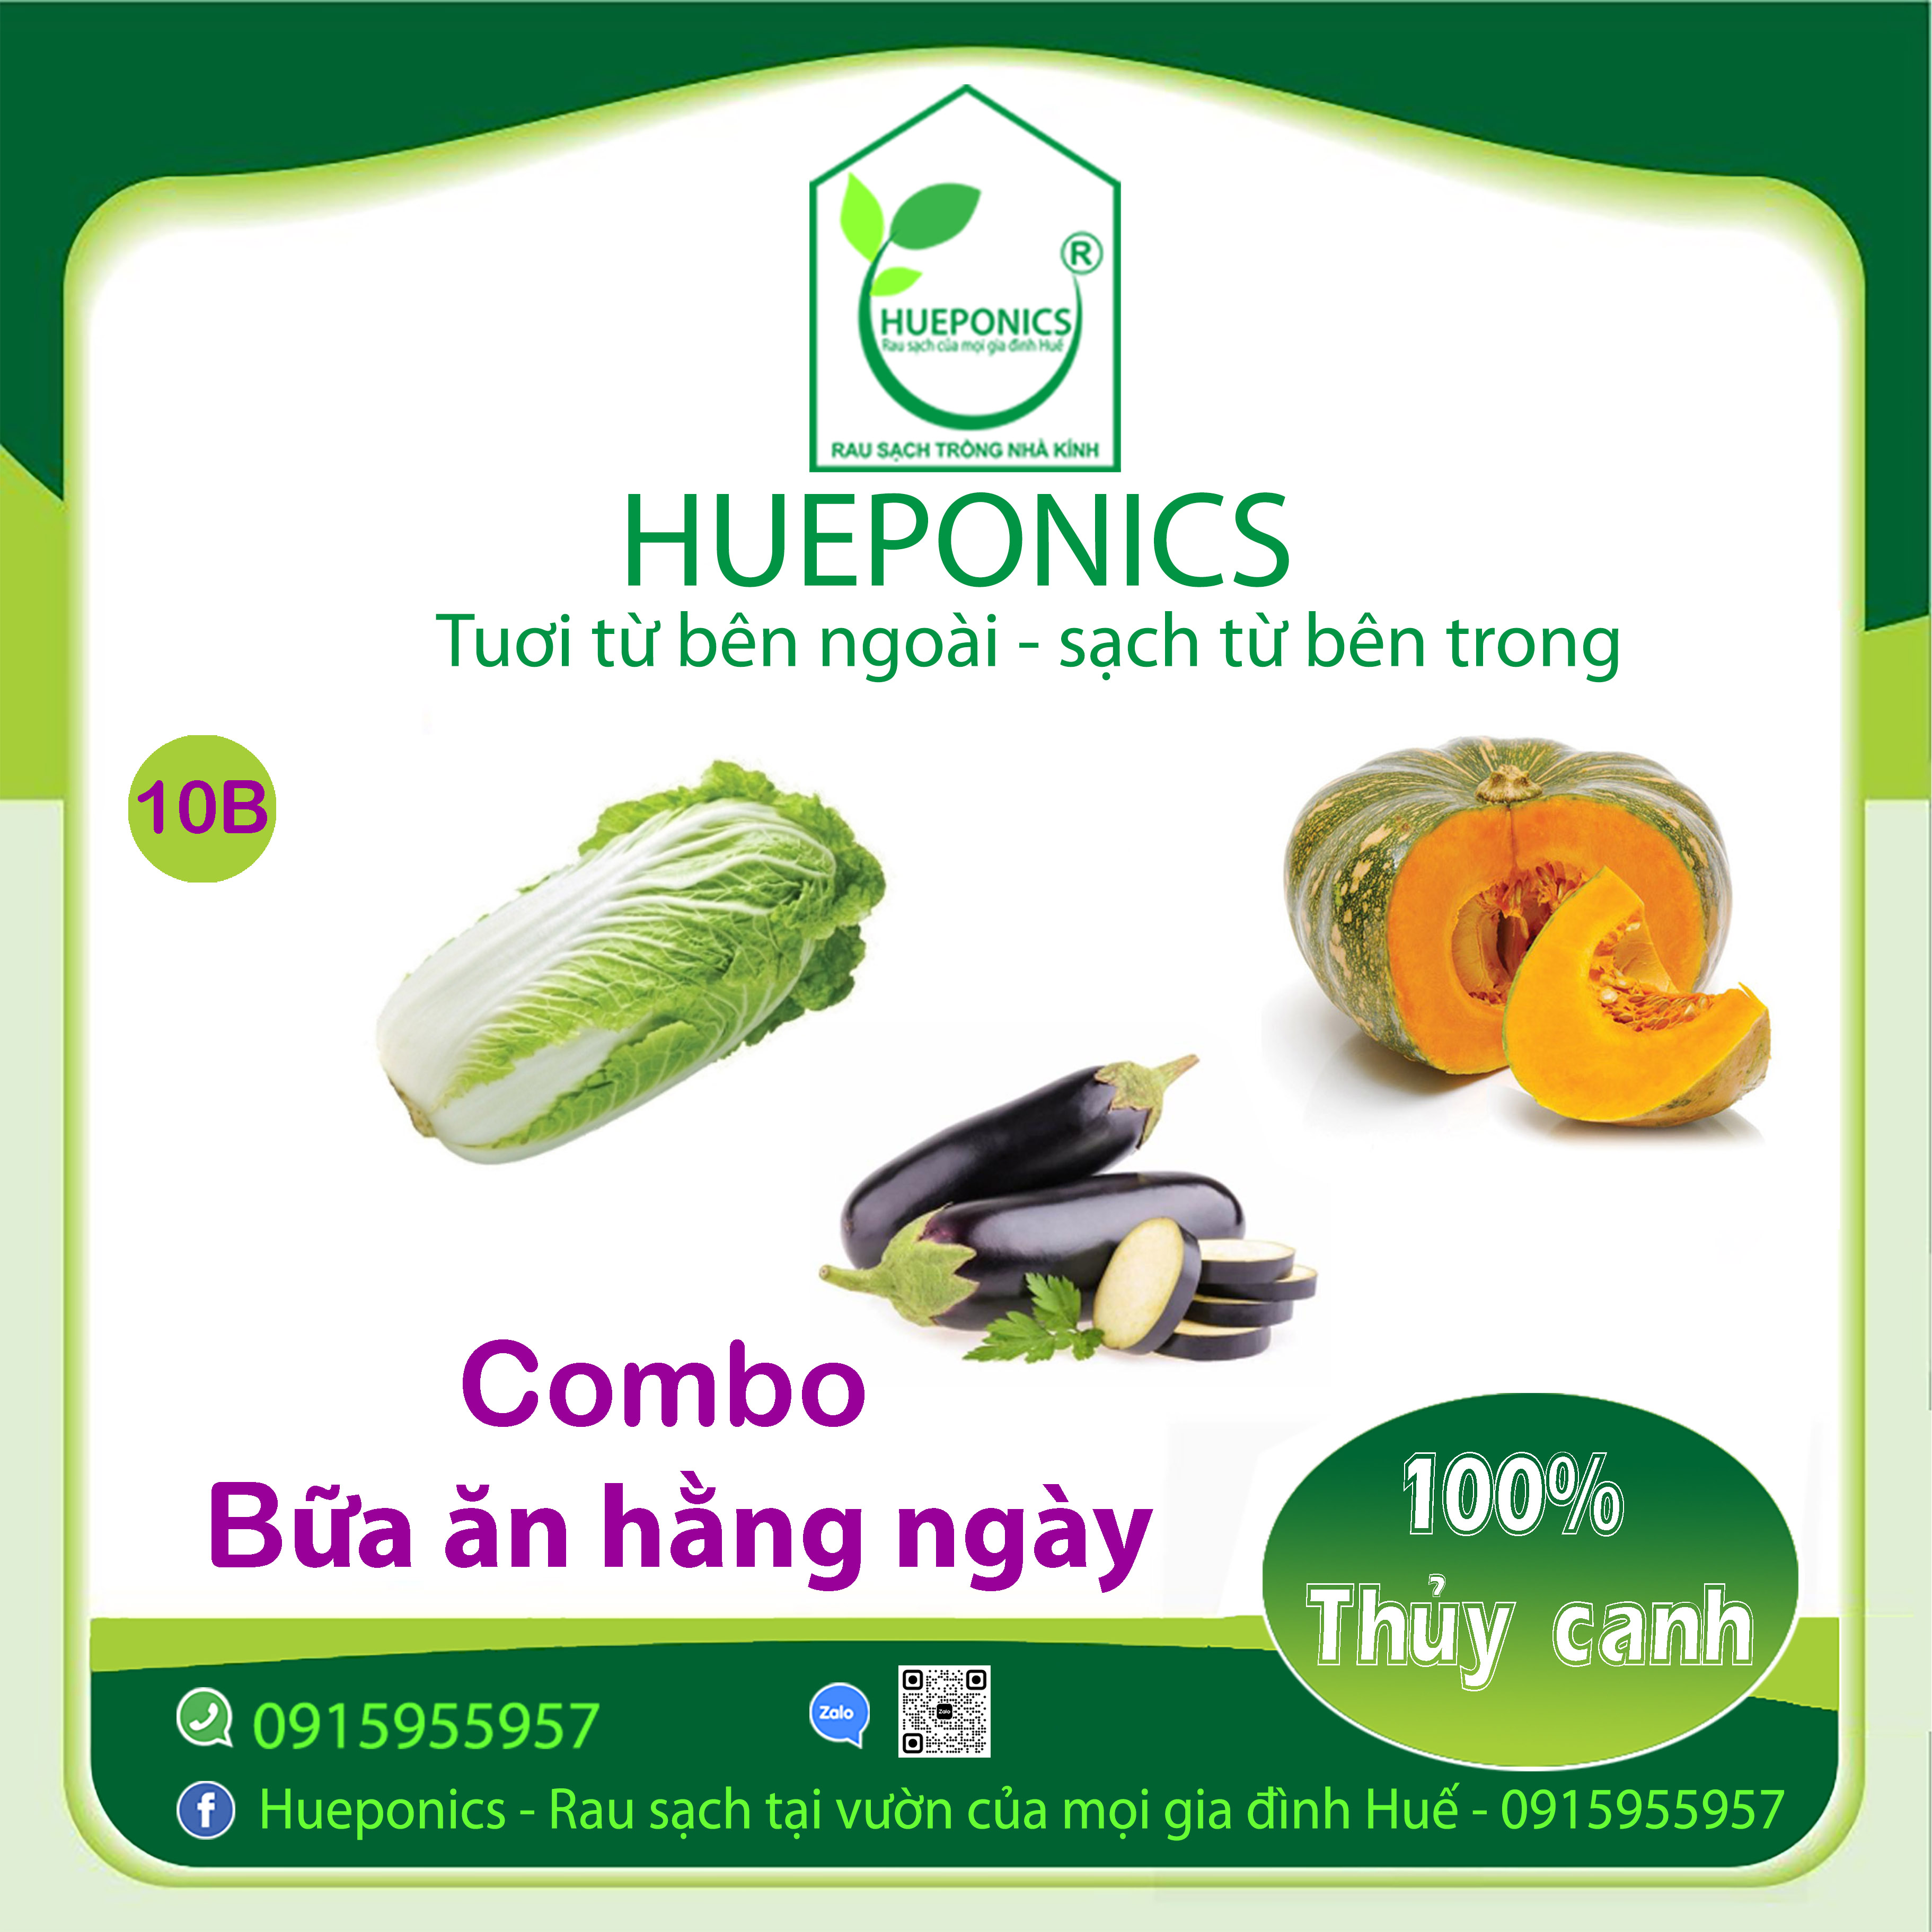 ®
HUEPONICS
Rau sạch của mọi gia đình Huế
RAU SẠCH TRỒNG NHÀ KÍNH
HUEPONICS
Tươi từ bên ngoài - sạch từ bên trong
10B
Combo
Bữa ăn hằng ngày
100%
Thủy canh
0915955957
Zalo
Zalo
f Hueponics - Rau sạch tại vườn của mọi gia đình Huế - 0915955957